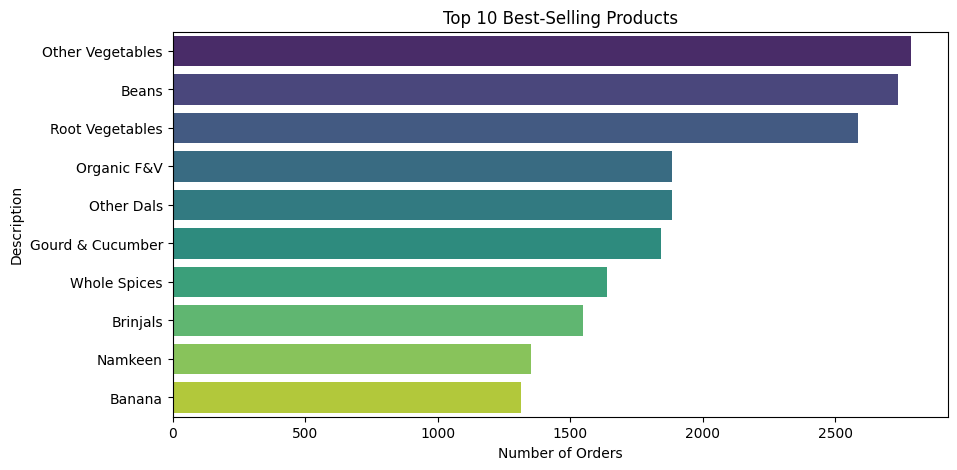 Top 10 Best-Selling Products
Other Vegetables
Beans
Root Vegetables
Organic F&V
Other Dals
Gourd & Cucumber
Whole Spices
Brinjals
Namkeen
Banana
Description
0 500 1000 1500 2000 2500
Number of Orders